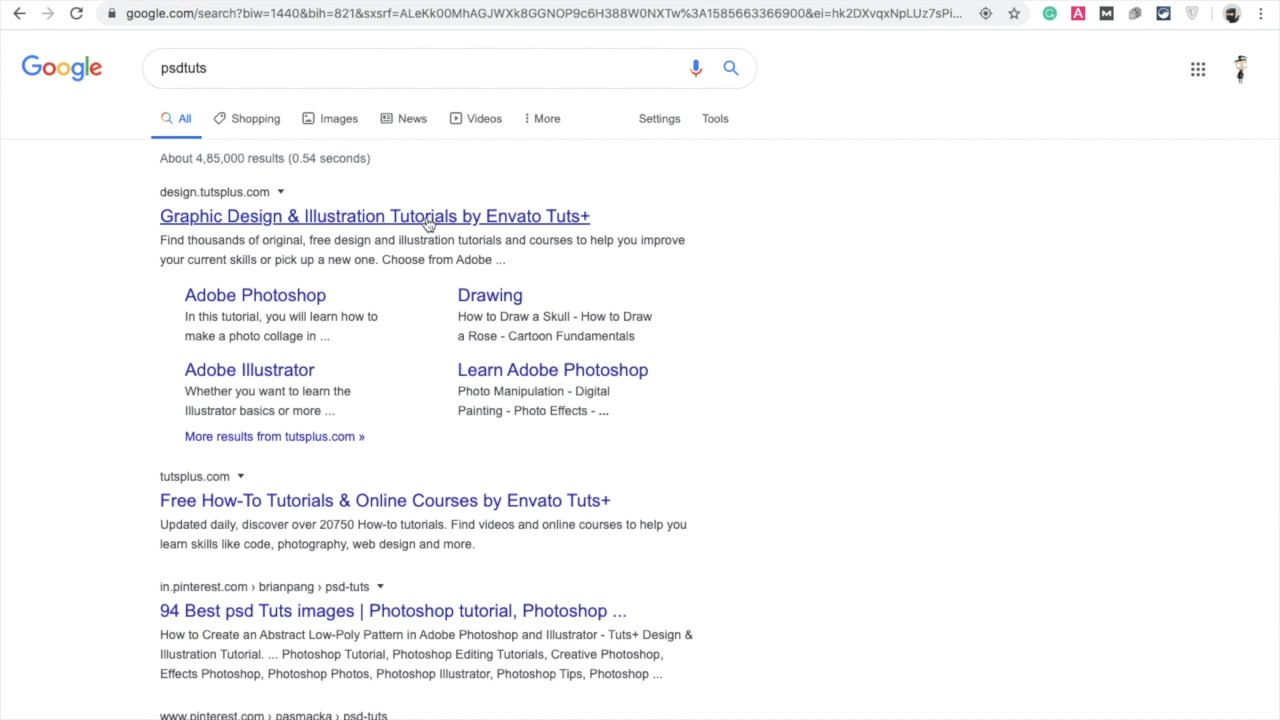 google.com/search?biw=1440&bih=821&sxsrf=ALeKk00MhAGJWXk8GGNOP9c6H388W0NXTw%3A1585663366900&ei=hk2DXvqxNpLUz7sPi...
Google
psdtuts
All Shopping Images News Videos More Settings Tools
About 4,85,000 results (0.54 seconds)
design.tutsplus.com
Graphic Design & Illustration Tutorials by Envato Tuts+
Find thousands of original, free design and illustration tutorials and courses to help you improve
your current skills or pick up a new one. Choose from Adobe ...
Adobe Photoshop
In this tutorial, you will learn how to
make a photo collage in ...
Drawing
How to Draw a Skull - How to Draw
a Rose - Cartoon Fundamentals
Adobe Illustrator
Whether you want to learn the
Illustrator basics or more ...
Learn Adobe Photoshop
Photo Manipulation - Digital
Painting - Photo Effects - ...
More results from tutsplus.com »
tutsplus.com
Free How-To Tutorials & Online Courses by Envato Tuts+
Updated daily, discover over 20750 How-to tutorials. Find videos and online courses to help you
learn skills like code, photography, web design and more.
in.pinterest.com › brianpang › psd-tuts
94 Best psd Tuts images | Photoshop tutorial, Photoshop ...
How to Create an Abstract Low-Poly Pattern in Adobe Photoshop and Illustrator - Tuts+ Design &
Illustration Tutorial. ... Photoshop Tutorial, Photoshop Editing Tutorials, Creative Photoshop,
Effects Photoshop, Photoshop Photos, Photoshop Illustrator, Photoshop Tips, Photoshop ...
www.pinterest.com › pasmacka › psd-tuts